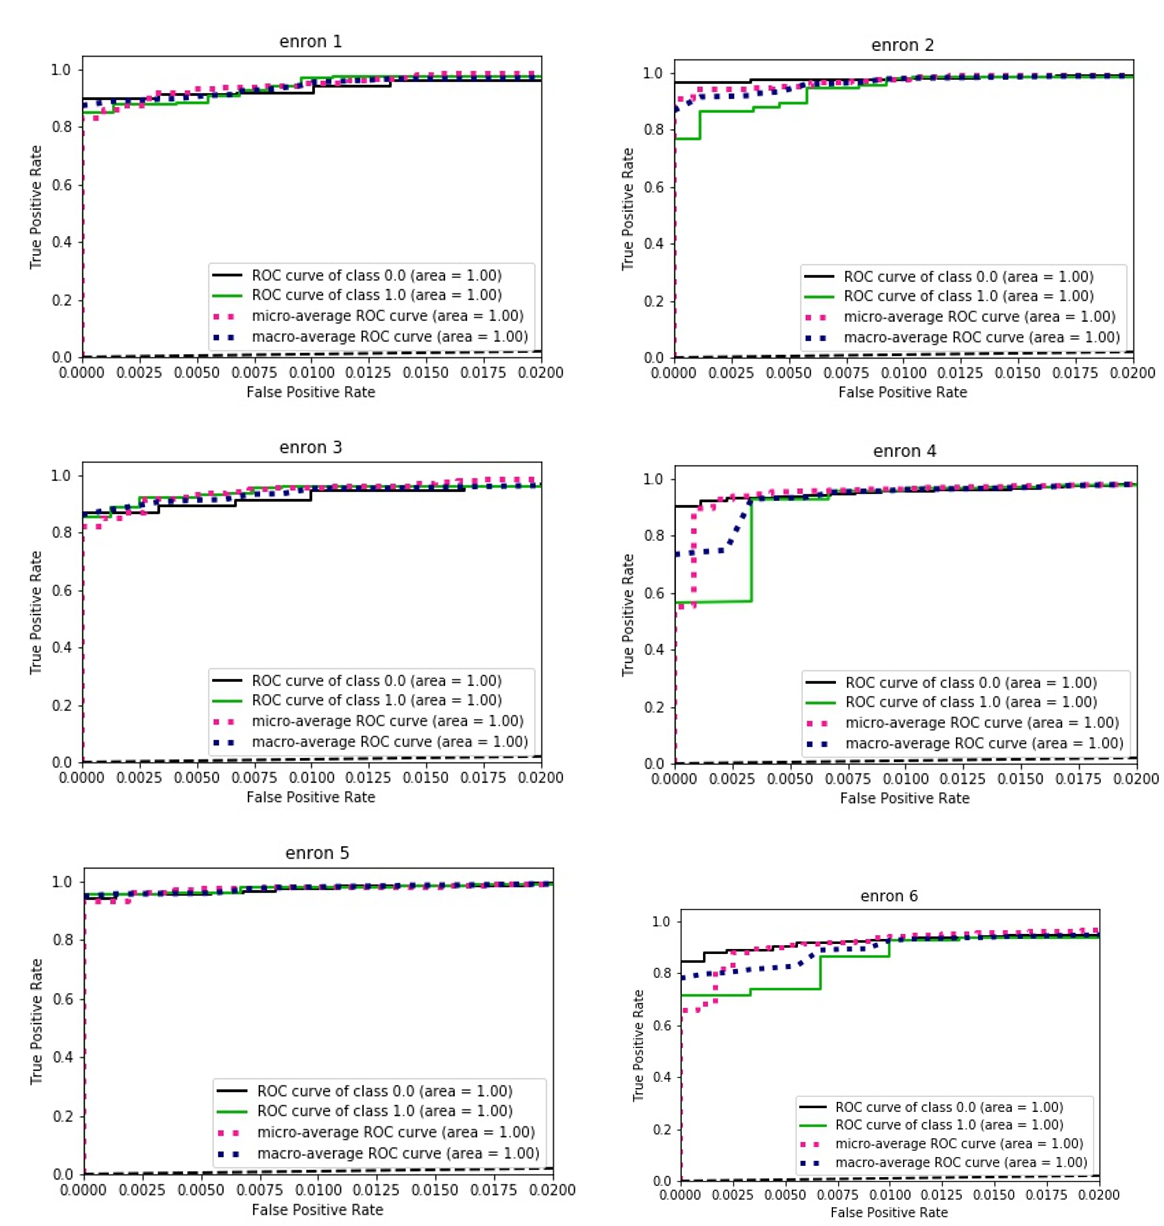 enron 1
1.0
0.8
0.6
0.4
0.2
0.0
True Positive Rate
ROC curve of class 0.0 (area = 1.00)
ROC curve of class 1.0 (area = 1.00)
micro-average ROC curve (area = 1.00)
macro-average ROC curve (area = 1.00)
0.0000 0.0025 0.0050 0.0075 0.0100 0.0125 0.0150 0.0175 0.0200
False Positive Rate
enron 2
1.0
0.8
0.6
0.4
0.2
0.0
True Positive Rate
ROC curve of class 0.0 (area = 1.00)
ROC curve of class 1.0 (area = 1.00)
micro-average ROC curve (area = 1.00)
macro-average ROC curve (area = 1.00)
0.0000 0.0025 0.0050 0.0075 0.0100 0.0125 0.0150 0.0175 0.0200
False Positive Rate
enron 3
1.0
0.8
0.6
0.4
0.2
0.0
True Positive Rate
ROC curve of class 0.0 (area = 1.00)
ROC curve of class 1.0 (area = 1.00)
micro-average ROC curve (area = 1.00)
macro-average ROC curve (area = 1.00)
0.0000 0.0025 0.0050 0.0075 0.0100 0.0125 0.0150 0.0175 0.0200
False Positive Rate
enron 4
1.0
0.8
0.6
0.4
0.2
0.0
True Positive Rate
ROC curve of class 0.0 (area = 1.00)
ROC curve of class 1.0 (area = 1.00)
micro-average ROC curve (area = 1.00)
macro-average ROC curve (area = 1.00)
0.0000 0.0025 0.0050 0.0075 0.0100 0.0125 0.0150 0.0175 0.0200
False Positive Rate
enron 5
1.0
0.8
0.6
0.4
0.2
0.0
True Positive Rate
ROC curve of class 0.0 (area = 1.00)
ROC curve of class 1.0 (area = 1.00)
micro-average ROC curve (area = 1.00)
macro-average ROC curve (area = 1.00)
0.0000 0.0025 0.0050 0.0075 0.0100 0.0125 0.0150 0.0175 0.0200
False Positive Rate
enron 6
1.0
0.8
0.6
0.4
0.2
0.0
True Positive Rate
ROC curve of class 0.0 (area = 1.00)
ROC curve of class 1.0 (area = 1.00)
micro-average ROC curve (area = 1.00)
macro-average ROC curve (area = 1.00)
0.0000 0.0025 0.0050 0.0075 0.0100 0.0125 0.0150 0.0175 0.0200
False Positive Rate